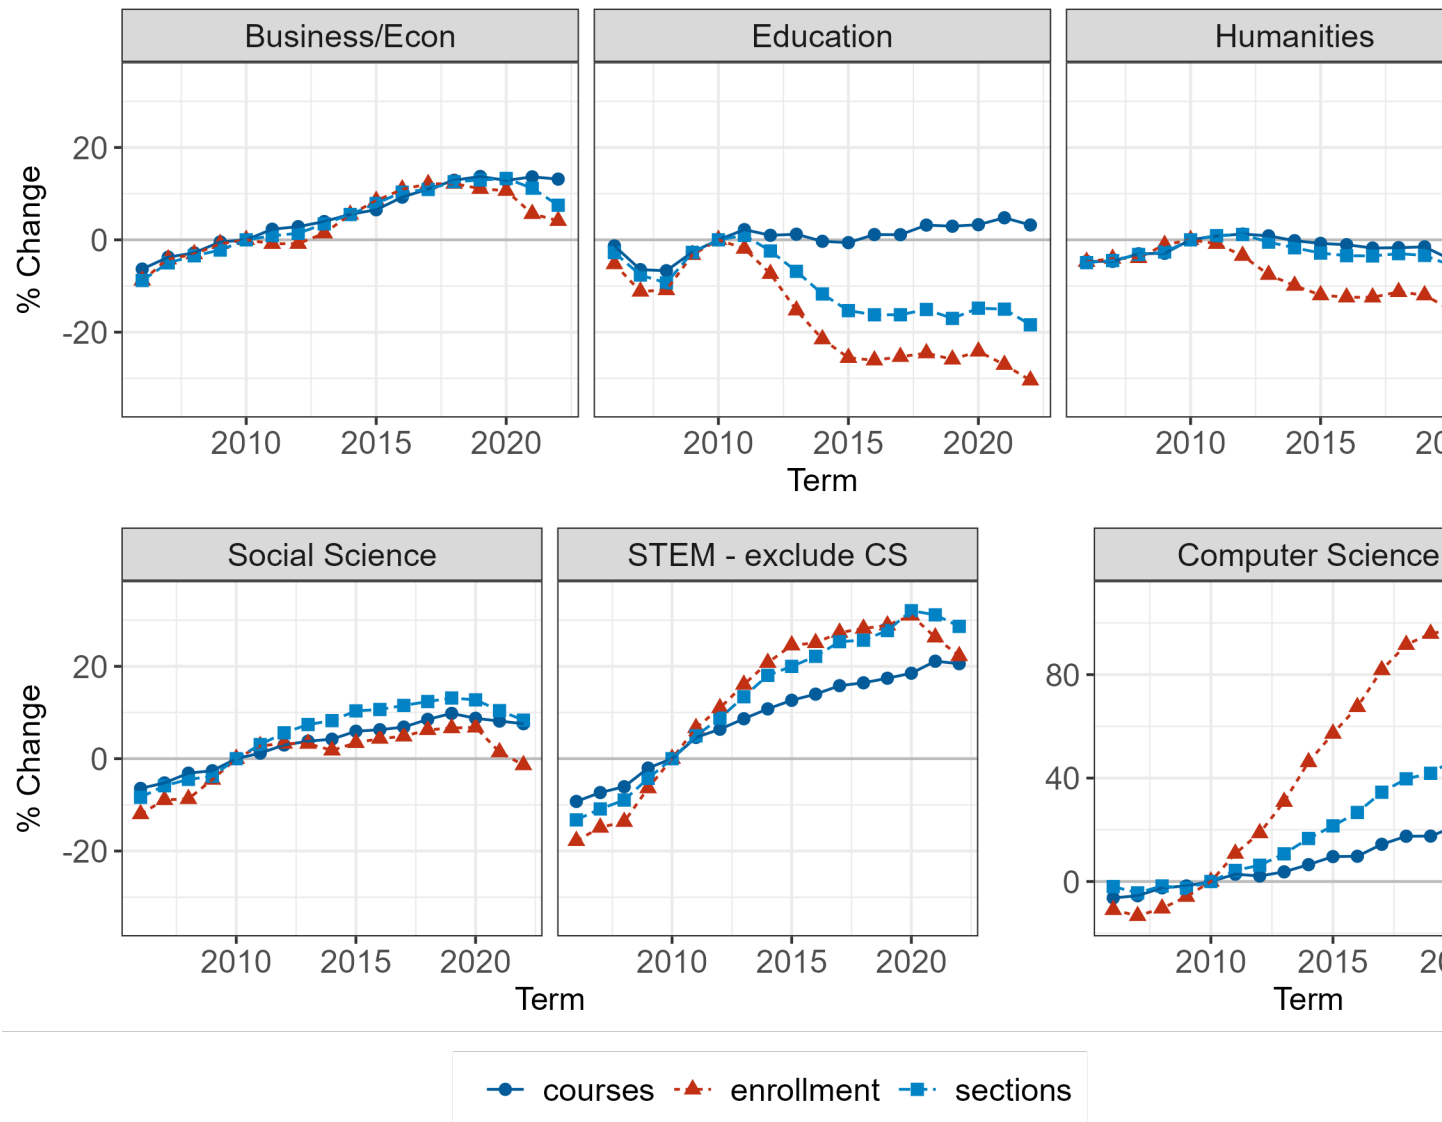 Business/Econ
Education
Humanities
% Change
20
0
-20
2010 2015 2020
2010 2015 2020
2010 2015
Term
Social Science
STEM - exclude CS
Computer Science
% Change
20
0
-20
80
40
0
2010 2015 2020
2010 2015 2020
2010 2015
Term
Term
courses enrollment sections